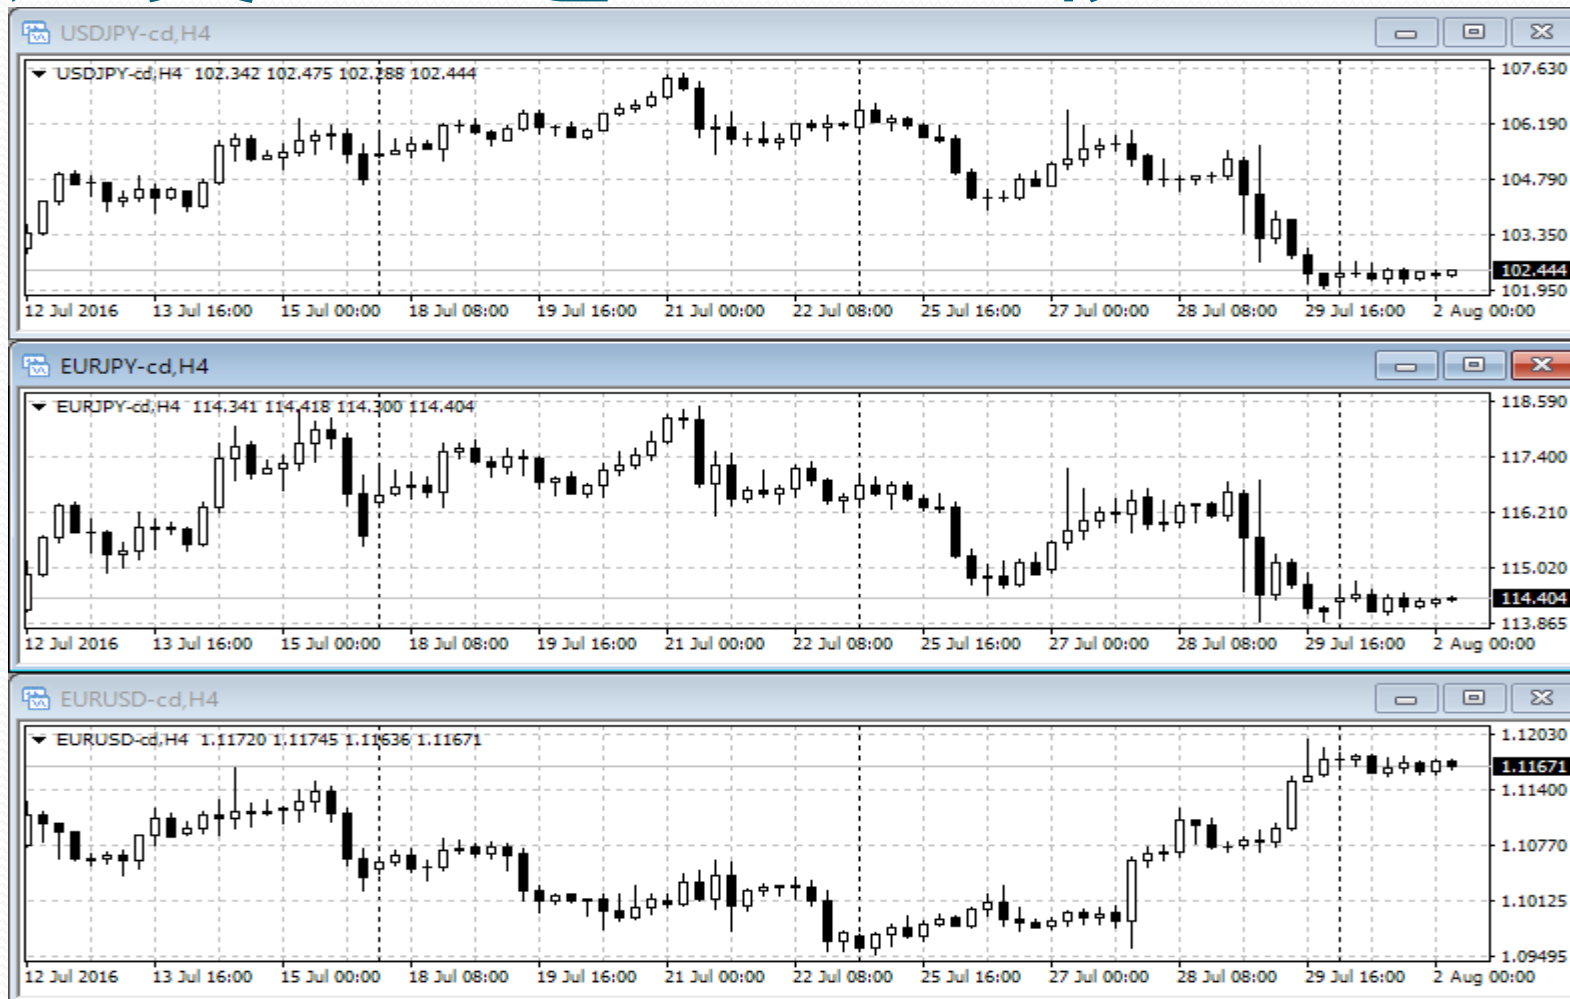 USDJPY-cd,H4
USDJPY-cd,H4 102.342 102.475 102.288 102.444
107.630
106.190
104.790
103.350
102.444
101.950
12 Jul 2016 13 Jul 16:00 15 Jul 00:00 18 Jul 08:00 19 Jul 16:00 21 Jul 00:00 22 Jul 08:00 25 Jul 16:00 27 Jul 00:00 28 Jul 08:00 29 Jul 16:00 2 Aug 00:00
EURJPY-cd,H4
EURJPY-cd,H4 114.341 114.418 114.300 114.404
118.590
117.400
116.210
115.020
114.404
113.865
12 Jul 2016 13 Jul 16:00 15 Jul 00:00 18 Jul 08:00 19 Jul 16:00 21 Jul 00:00 22 Jul 08:00 25 Jul 16:00 27 Jul 00:00 28 Jul 08:00 29 Jul 16:00 2 Aug 00:00
EURUSD-cd,H4
EURUSD-cd,H4 1.11720 1.11745 1.11636 1.11671
1.12030
1.11671
1.11400
1.10770
1.10125
1.09495
12 Jul 2016 13 Jul 16:00 15 Jul 00:00 18 Jul 08:00 19 Jul 16:00 21 Jul 00:00 22 Jul 08:00 25 Jul 16:00 27 Jul 00:00 28 Jul 08:00 29 Jul 16:00 2 Aug 00:00